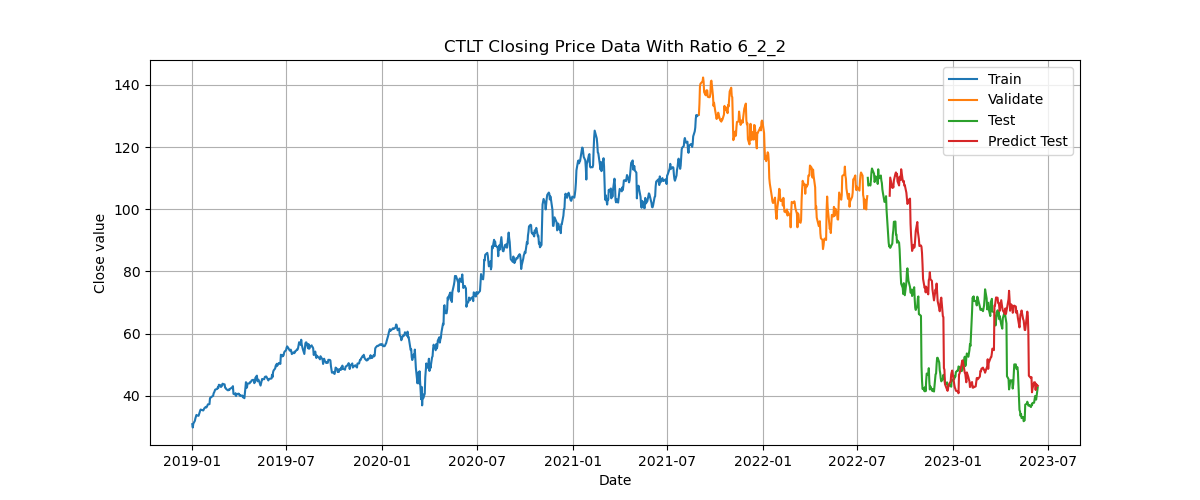 CTLT Closing Price Data With Ratio 6_2_2
Train
Validate
Test
Predict Test
Close value
140
120
100
80
60
40
2019-01
2019-07
2020-01
2020-07
2021-01
2021-07
2022-01
2022-07
2023-01
2023-07
Date